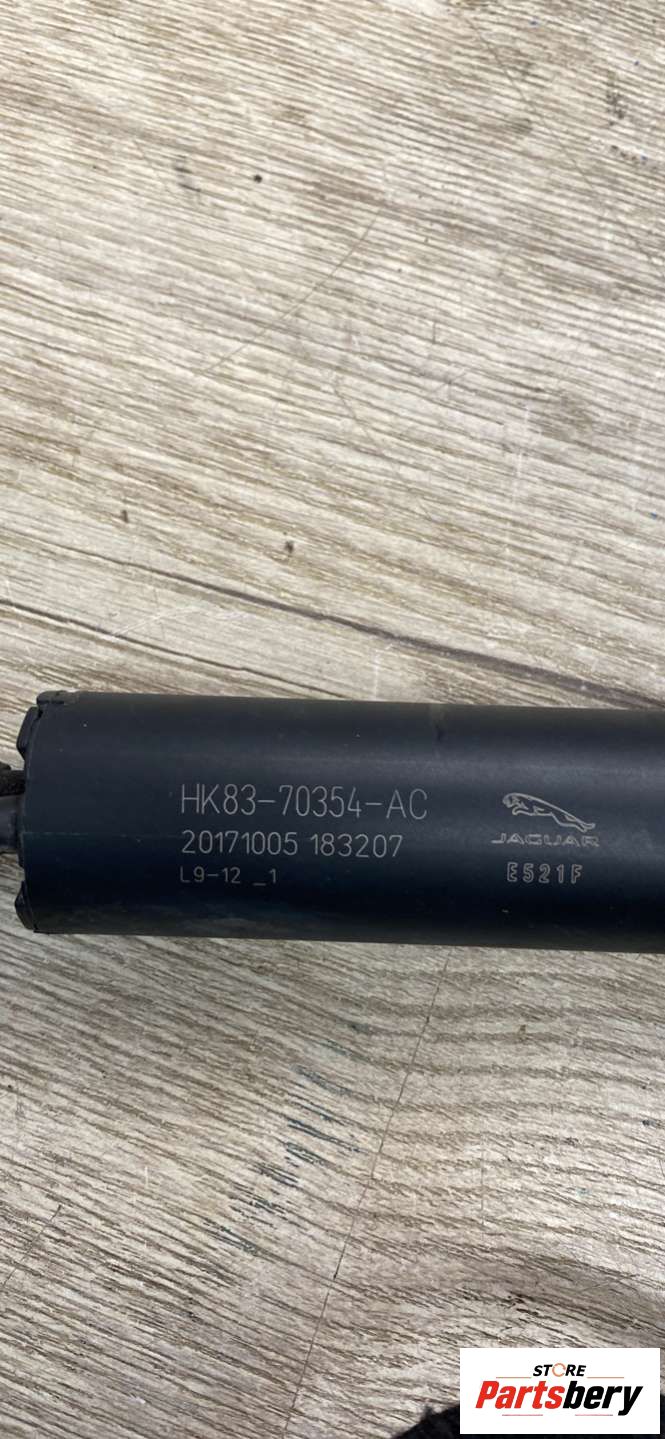 HK83-70354-AC
20171005 183207
L9-12 _1
JAGUAR
E521F
STORE
Partsbery